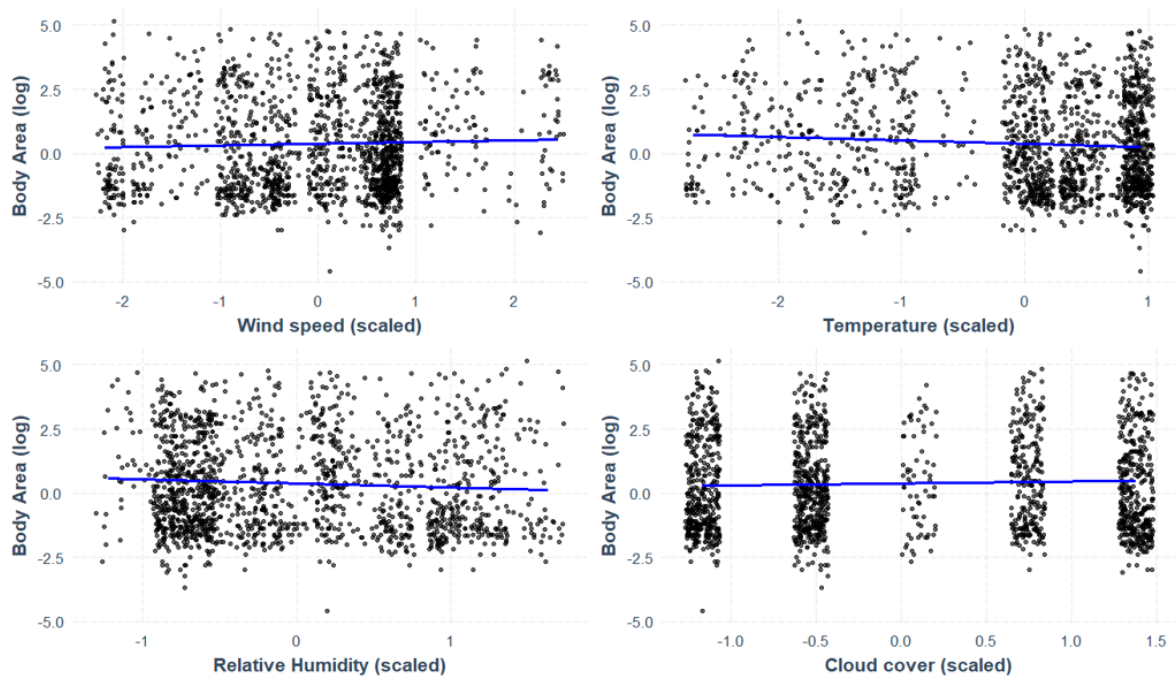 5.0
2.5
0.0
-2.5
-5.0
Body Area (log)
-2 -1 0 1 2
Wind speed (scaled)
5.0
2.5
0.0
-2.5
-5.0
Body Area (log)
-2 -1 0 1
Temperature (scaled)
5.0
2.5
0.0
-2.5
-5.0
Body Area (log)
-1 0 1
Relative Humidity (scaled)
5.0
2.5
0.0
-2.5
-5.0
Body Area (log)
-1.0 -0.5 0.0 0.5 1.0 1.5
Cloud cover (scaled)